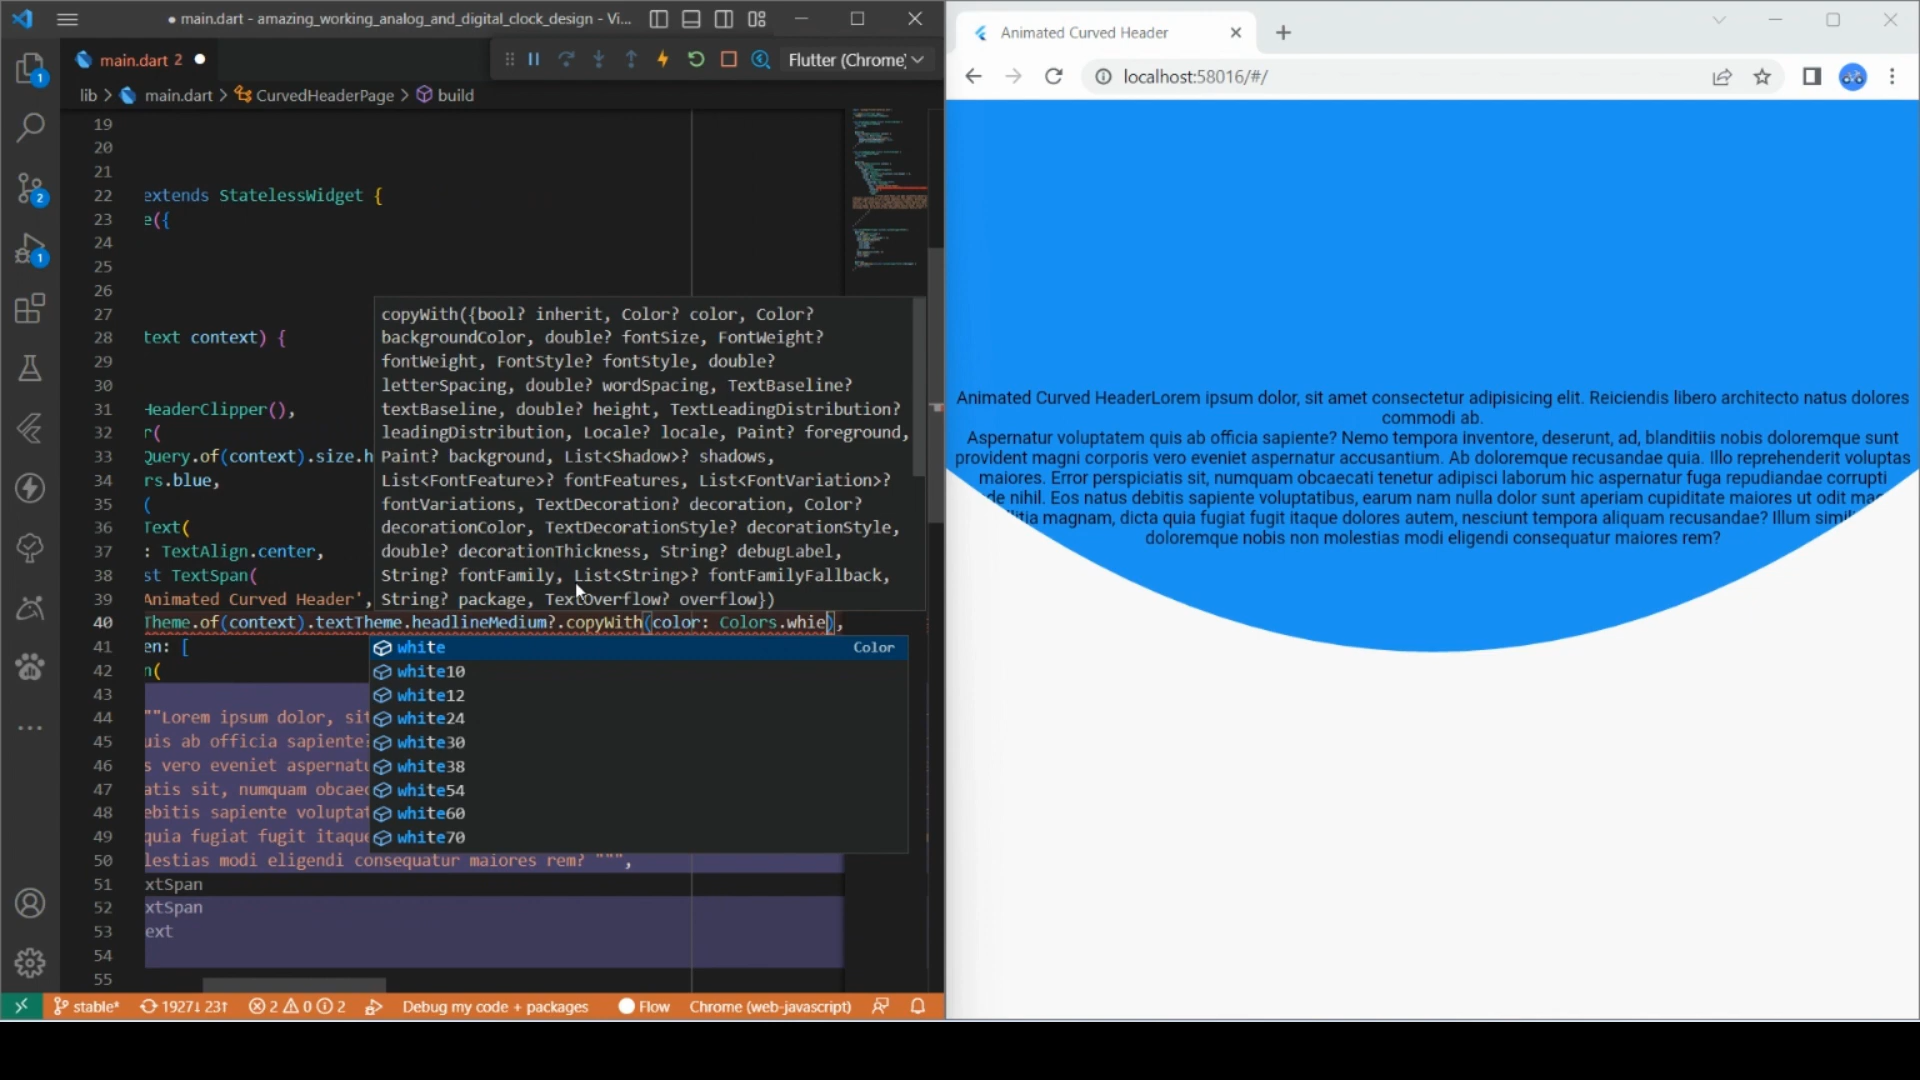 main.dart - amazing_working_analog_and_digital_clock_design - Vi...
main.dart 2
Flutter (Chrome)
lib > main.dart > CurvedHeaderPage > build
19
20
21
22 extends StatelessWidget {
23 e({
24
25
26
27
28 text context) {
29
30
31 HeaderClipper(),
32 r(
33 Query.of(context).size.h
34 rs.blue,
35 (
36 Text(
37 : TextAlign.center,
38 st TextSpan(
39 Animated Curved Header',
40 Theme.of(context).textTheme.headlineMedium?.copyWith(color: Colors.whie),
41 en: [
42 n(
43
44 ""Lorem ipsum dolor, sit
45 uis ab officia sapiente?
46 s vero eveniet aspernatu
47 atis sit, numquam obcaec
48 ebitis sapiente voluptat
49 quia fugiat fugit itaque
50 lestias modi eligendi consequatur maiores rem? """,
51 xtSpan
52 xtSpan
53 ext
54
55
copyWith({bool? inherit, Color? color, Color?
backgroundColor, double? fontSize, FontWeight?
fontWeight, FontStyle? fontStyle, double?
letterSpacing, double? wordSpacing, TextBaseline?
textBaseline, double? height, TextLeadingDistribution?
leadingDistribution, Locale? locale, Paint? foreground,
Paint? background, List<Shadow>? shadows,
List<FontFeature>? fontFeatures, List<FontVariation>?
fontVariations, TextDecoration? decoration, Color?
decorationColor, TextDecorationStyle? decorationStyle,
double? decorationThickness, String? debugLabel,
String? fontFamily, List<String>? fontFamilyFallback,
String? package, TextOverflow? overflow})
white Color
white10
white12
white24
white30
white38
white54
white60
white70
1
2
1
stable* 1927↓ 23↑ 2 0 2 Debug my code + packages Flow Chrome (web-javascript)
Animated Curved Header
localhost:58016/#/
Animated Curved HeaderLorem ipsum dolor, sit amet consectetur adipisicing elit. Reiciendis libero architecto natus dolores
commodi ab.
Aspernatur voluptatem quis ab officia sapiente? Nemo tempora inventore, deserunt, ad, blanditiis nobis doloremque sunt
provident magni corporis vero eveniet aspernatur accusantium. Ab doloremque recusandae quia. Illo reprehenderit voluptas
maiores. Error perspiciatis sit, numquam obcaecati tenetur adipisci laborum hic aspernatur fuga repudiandae corrupti
de nihil. Eos natus debitis sapiente voluptatibus, earum nam nulla dolor sunt aperiam cupiditate maiores ut odit
magnam, dicta quia fugiat fugit itaque dolores autem, nesciunt tempora aliquam recusandae? Illum
doloremque nobis non molestias modi eligendi consequatur maiores rem?